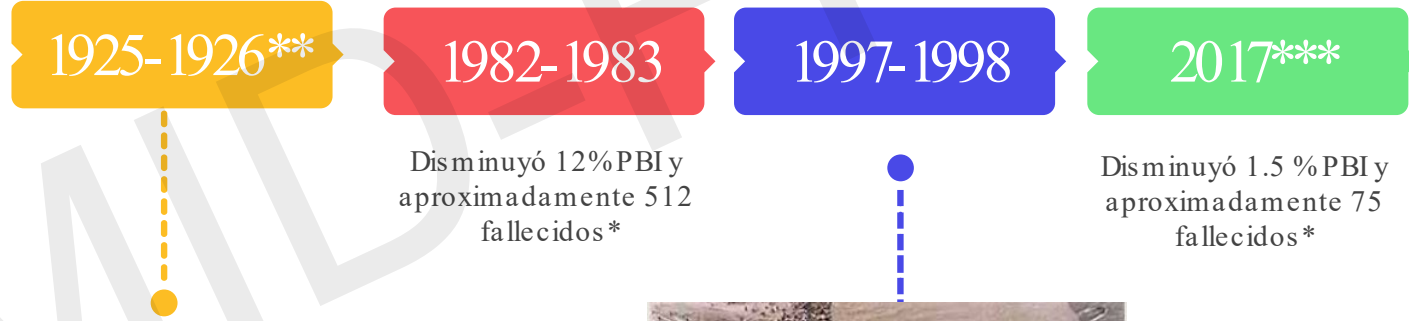 1925-1926**
1982-1983
1997-1998
2017***
Disminuyó 12% PBI y
aproximadamente 512
fallecidos*
Disminuyó 1.5 % PBI y
aproximadamente 75
fallecidos*